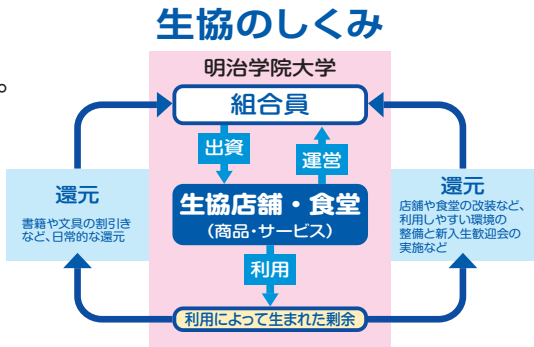 生協のしくみ
。
明治学院大学
組合員
出資
運営
還元
書籍や文具の割引き
など、日常的な還元
生協店舗・食堂
(商品・サービス)
還元
店舗や食堂の改装など、
利用しやすい環境の
整備と新入生歓迎会の
実施など
利用
利用によって生まれた剰余